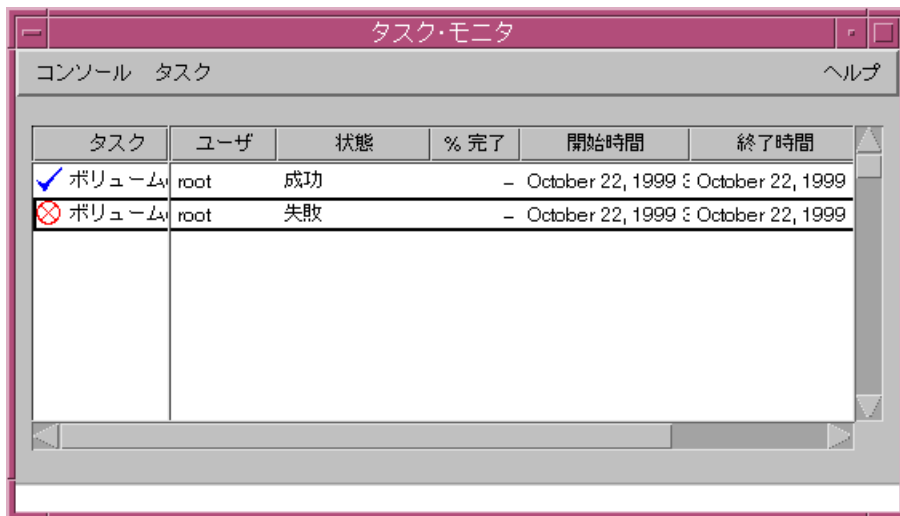 タスク・モニタ
コンソール タスク ヘルプ
タスク ユーザ 状態 % 完了 開始時間 終了時間
ボリューム root 成功 – October 22, 1999 3 October 22, 1999
ボリューム root 失敗 – October 22, 1999 3 October 22, 1999